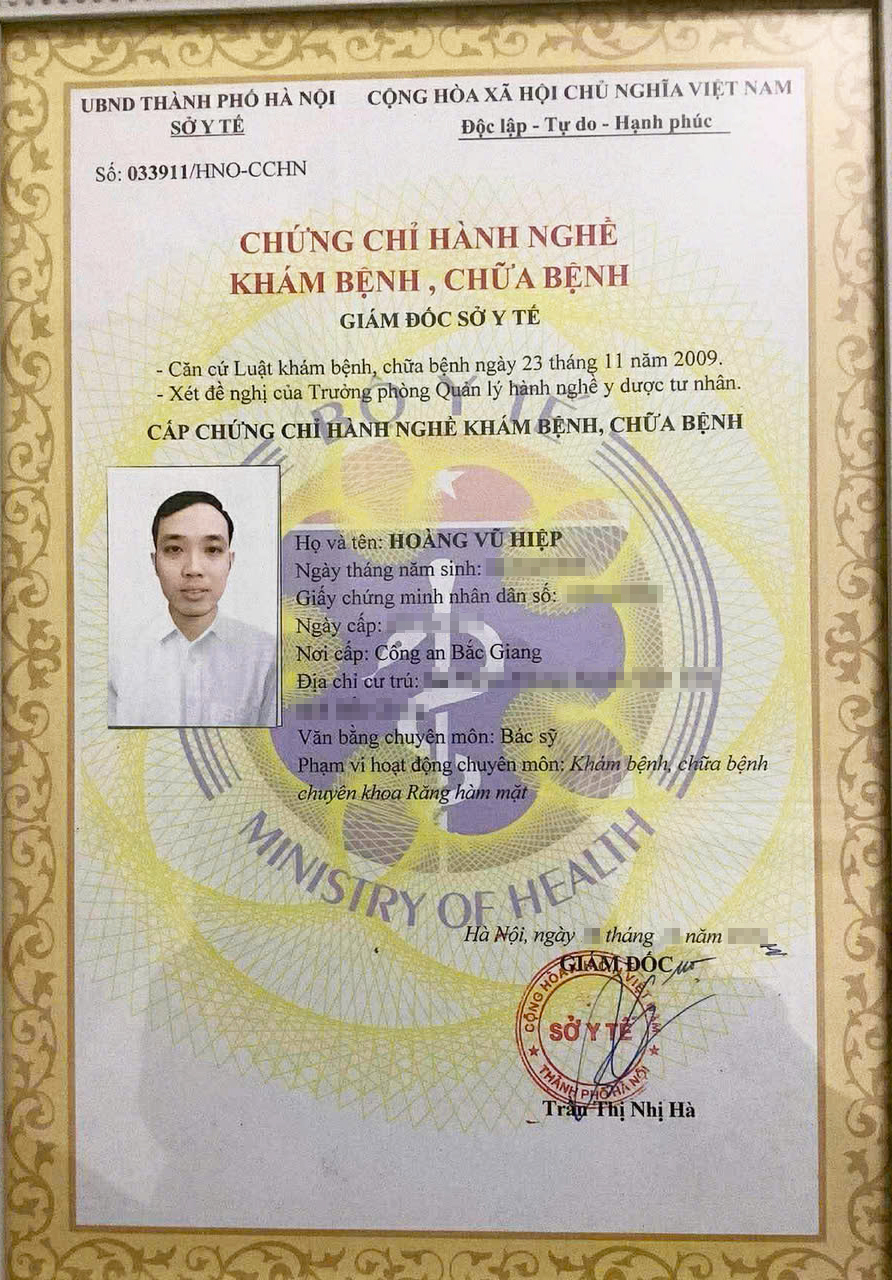 UBND THÀNH PHỐ HÀ NỘI
SỞ Y TẾ
CỘNG HÒA XÃ HỘI CHỦ NGHĨA VIỆT NAM
Độc lập - Tự do - Hạnh phúc
Số: 033911/HNO-CCHN
CHỨNG CHỈ HÀNH NGHỀ
KHÁM BỆNH , CHỮA BỆNH
GIÁM ĐỐC SỞ Y TẾ
- Căn cứ Luật khám bệnh, chữa bệnh ngày 23 tháng 11 năm 2009.
- Xét đề nghị của Trưởng phòng Quản lý hành nghề y dược tư nhân.
BỘ Y TẾ
CẤP CHỨNG CHỈ HÀNH NGHỀ KHÁM BỆNH, CHỮA BỆNH
Họ và tên: HOÀNG VŨ HIỆP
Ngày tháng năm sinh:
Giấy chứng minh nhân dân số:
Ngày cấp:
Nơi cấp: Công an Bắc Giang
Địa chỉ cư trú:
Văn bằng chuyên môn: Bác sỹ
Phạm vi hoạt động chuyên môn: Khám bệnh, chữa bệnh
chuyên khoa Răng hàm mặt
MINISTRY OF HEALTH
Hà Nội, ngày tháng năm
GIÁM ĐỐC
CỘNG HÒA X.H.C.N VIỆT NAM
SỞ Y TẾ
THÀNH PHỐ HÀ NỘI
Trần Thị Nhị Hà